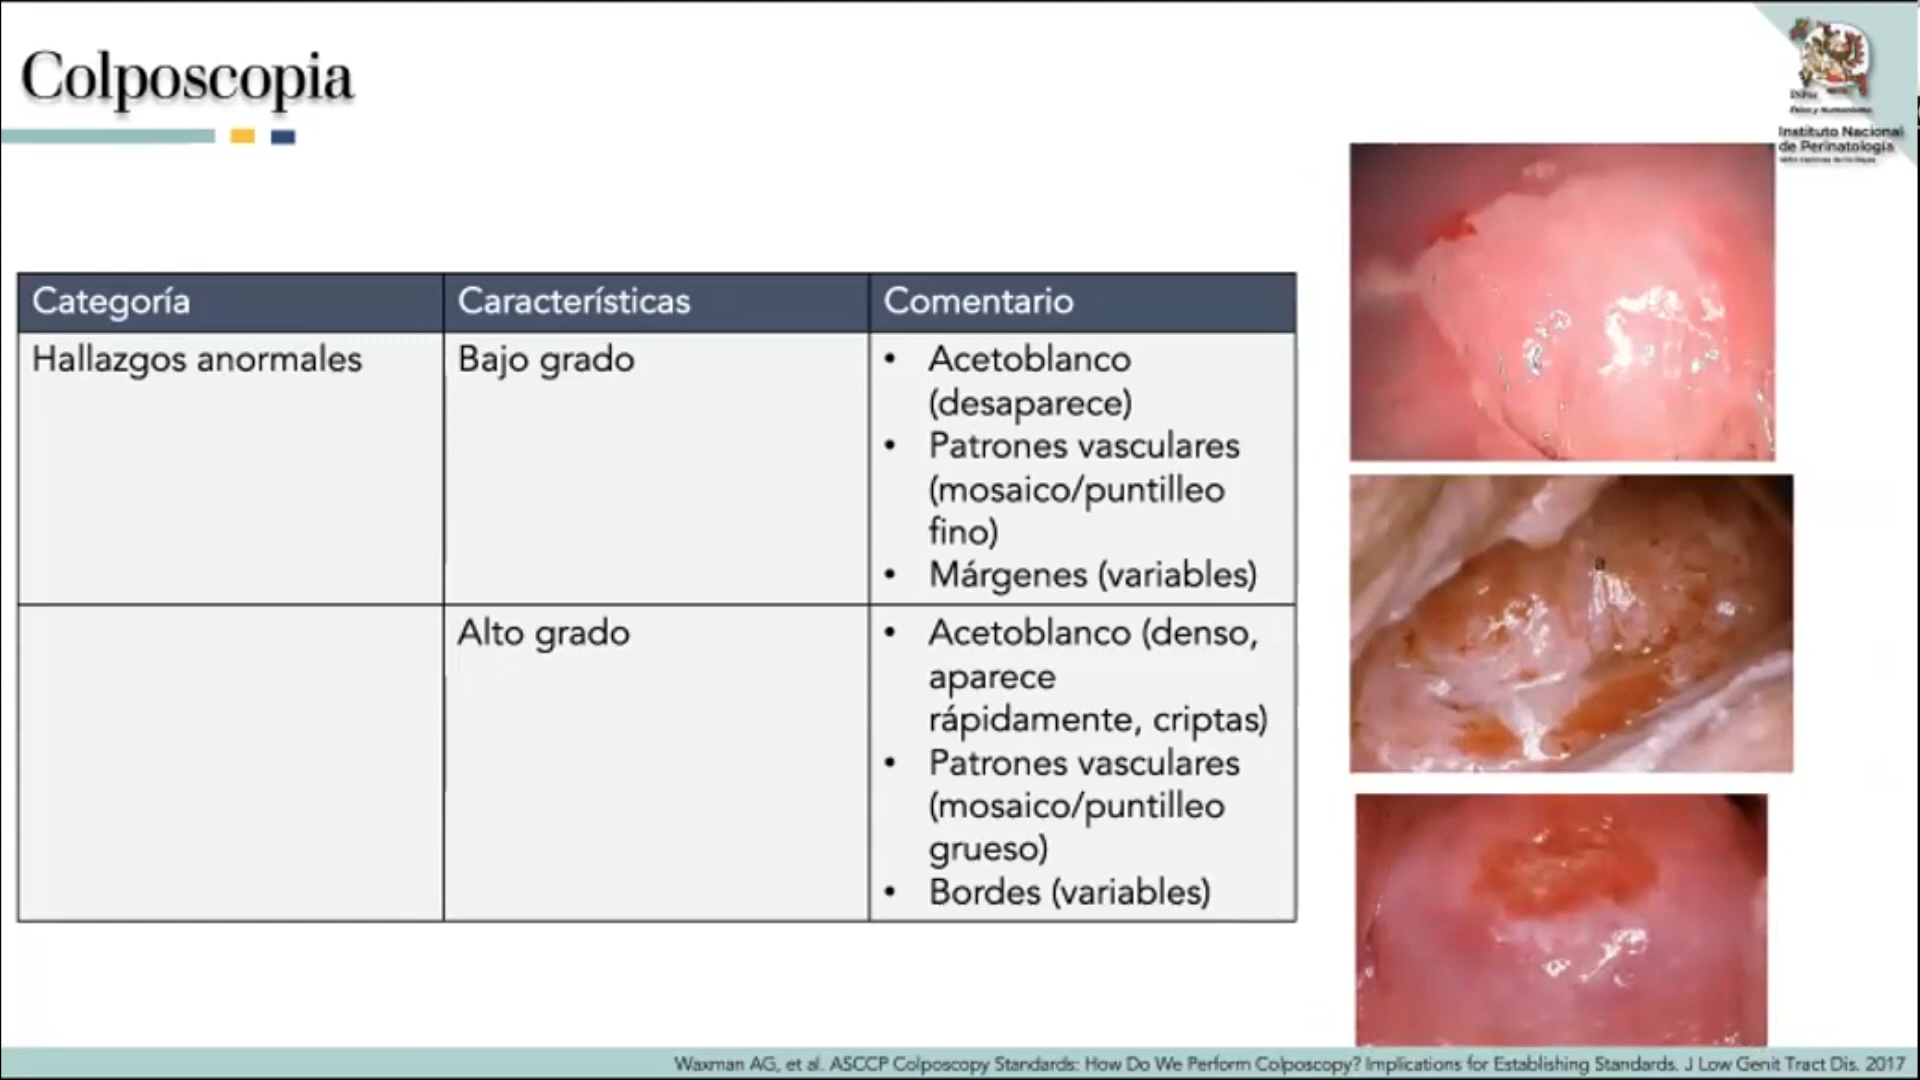 Colposcopia
Instituto Nacional
de Perinatología
Categoría
Características
Comentario
Hallazgos anormales
Bajo grado
• Acetoblanco
(desaparece)
• Patrones vasculares
(mosaico/puntilleo
fino)
• Márgenes (variables)
Alto grado
• Acetoblanco (denso,
aparece
rápidamente, criptas)
• Patrones vasculares
(mosaico/puntilleo
grueso)
• Bordes (variables)
a
Waxman AG, et al. ASCCP Colposcopy Standards: How Do We Perform Colposcopy? Implications for Establishing Standards. J Low Genit Tract Dis. 2017